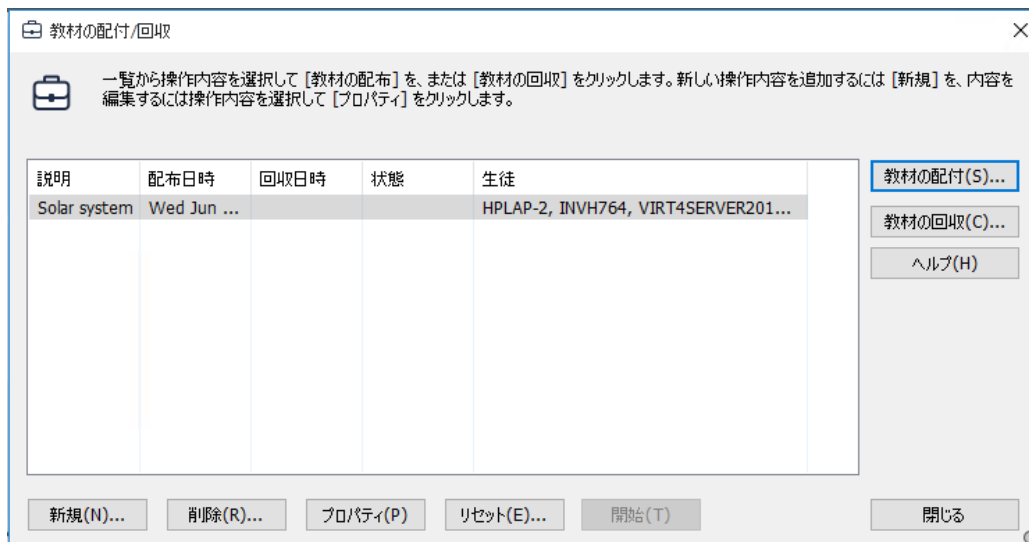 教材の配付/回収
一覧から操作内容を選択して [教材の配布] を、または [教材の回収] をクリックします。新しい操作内容を追加するには [新規] を、内容を
編集するには操作内容を選択して [プロパティ] をクリックします。
説明 配布日時 回収日時 状態 生徒
Solar system Wed Jun ... HPLAP-2, INVH764, VIRT4SERVER201...
教材の配付(S)...
教材の回収(C)...
ヘルプ(H)
新規(N)... 削除(R)... プロパティ(P) リセット(E)... 開始(T) 閉じる